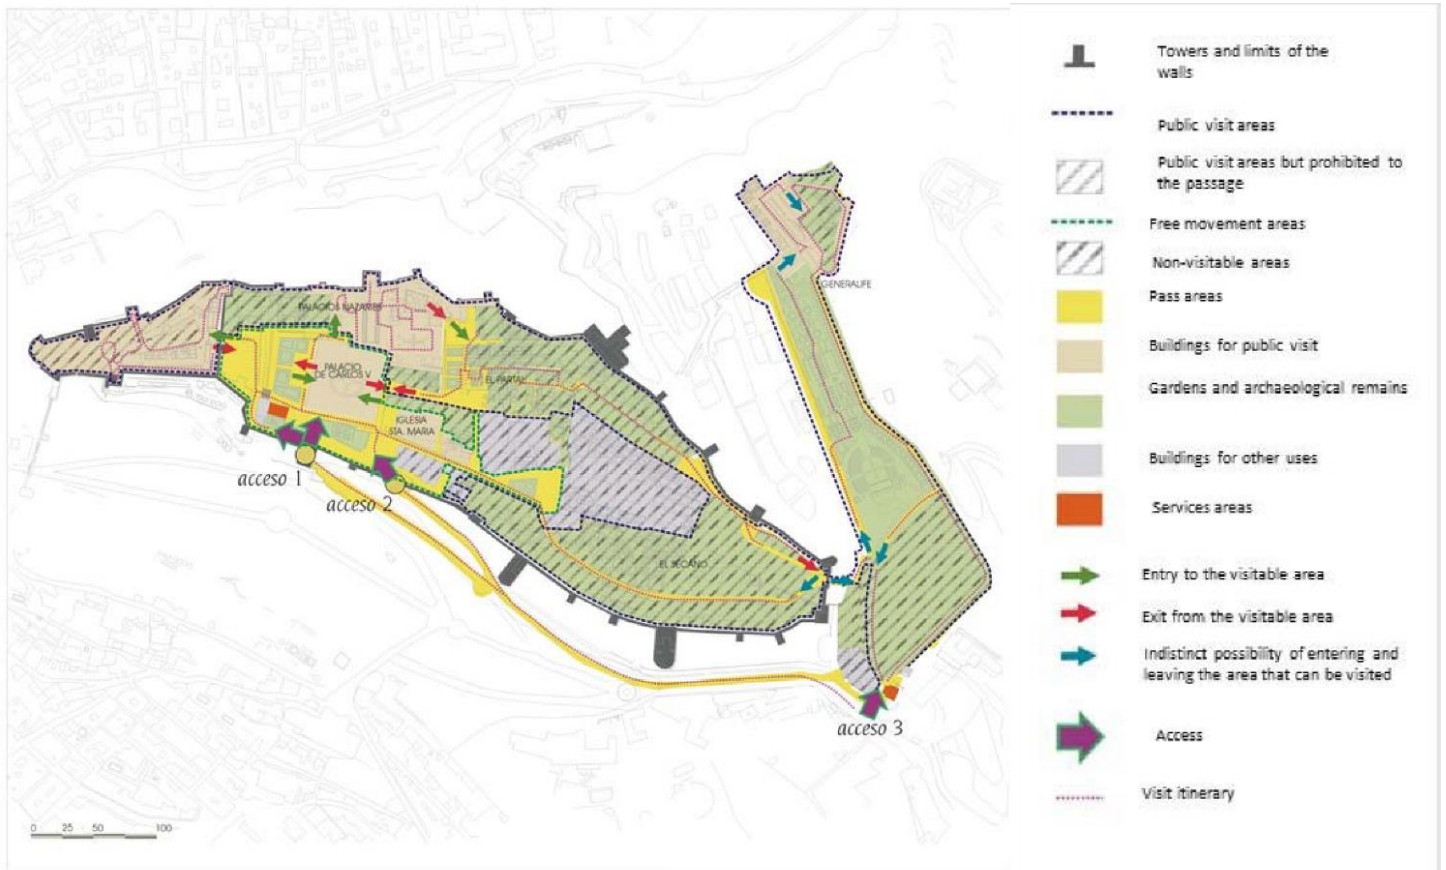 PALACIOS NAZARIES
PALACIO
DE CARLOS V
EL PARTAL
IGLESIA
STA. MARIA
GENERALIFE
EL SECANO
acceso 1
acceso 2
acceso 3
0 25 50 100
Towers and limits of the
walls
Public visit areas
Public visit areas but prohibited to
the passage
Free movement areas
Non-visitable areas
Pass areas
Buildings for public visit
Gardens and archaeological remains
Buildings for other uses
Services areas
Entry to the visitable area
Exit from the visitable area
Indistinct possibility of entering and
leaving the area that can be visited
Access
Visit itinerary